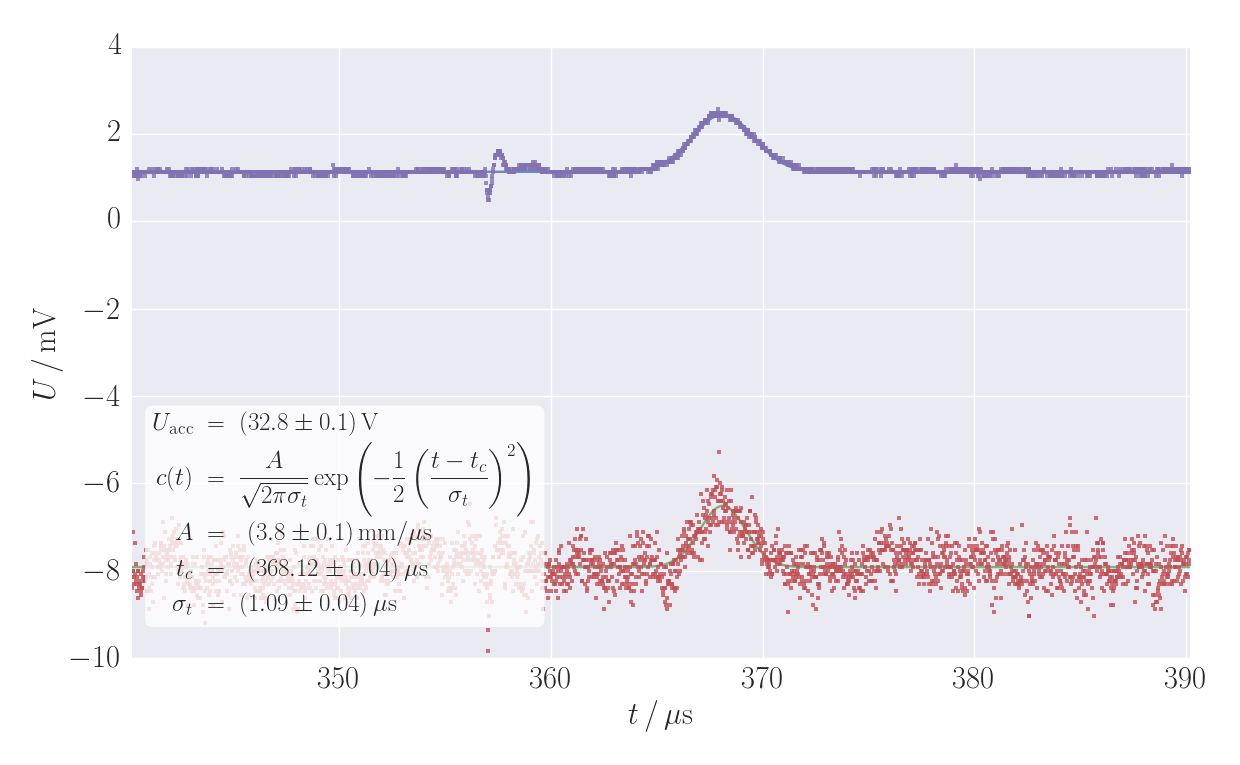 4
2
0
−2
−4
−6
−8
−10
U / mV
U_acc = (32.8 ± 0.1) V
c(t) = A/√(2πσ_t) exp(−1/2 ((t − t_c)/σ_t)²)
A = (3.8 ± 0.1) mm/μs
t_c = (368.12 ± 0.04) μs
σ_t = (1.09 ± 0.04) μs
350 360 370 380 390
t / μs